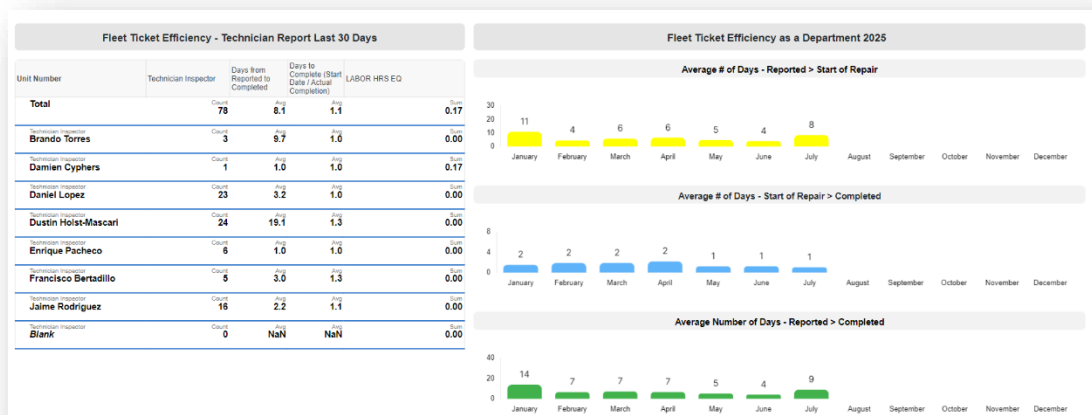 Fleet Ticket Efficiency - Technician Report Last 30 Days
Unit Number Technician Inspector Days from Reported to Completed Days to Complete (Start Date / Actual Completion) LABOR HRS EQ
Total Count 78 Avg 8.1 Avg 1.1 Sum 0.17
Technician Inspector Count Avg Avg Sum
Brando Torres 3 9.7 1.0 0.00
Technician Inspector Count Avg Avg Sum
Damien Cyphers 1 1.0 1.0 0.17
Technician Inspector Count Avg Avg Sum
Daniel Lopez 23 3.2 1.0 0.00
Technician Inspector Count Avg Avg Sum
Dustin Holst-Mascari 24 19.1 1.3 0.00
Technician Inspector Count Avg Avg Sum
Enrique Pacheco 6 1.0 1.0 0.00
Technician Inspector Count Avg Avg Sum
Francisco Bertadillo 5 3.0 1.3 0.00
Technician Inspector Count Avg Avg Sum
Jaime Rodriguez 16 2.2 1.1 0.00
Technician Inspector Count Avg Avg Sum
Blank 0 NaN NaN 0.00
Fleet Ticket Efficiency as a Department 2025
Average # of Days - Reported > Start of Repair
30
20
10
0
11 4 6 6 5 4 8
January February March April May June July August September October November December
Average # of Days - Start of Repair > Completed
8
4
0
2 2 2 2 1 1 1
January February March April May June July August September October November December
Average Number of Days - Reported > Completed
40
20
0
14 7 7 7 5 4 9
January February March April May June July August September October November December